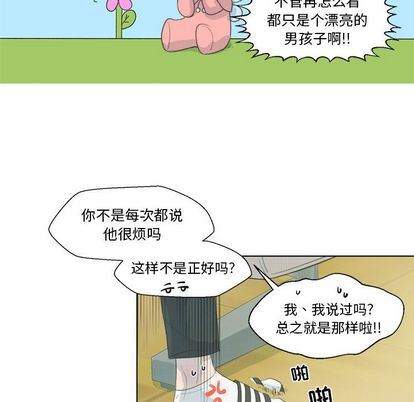 不管再怎么看
都只是个漂亮的
男孩子啊!!
你不是每次都说
他很烦吗
这样不是正好吗?
我、我说过吗?
总之就是那样啦!!
啪
啪